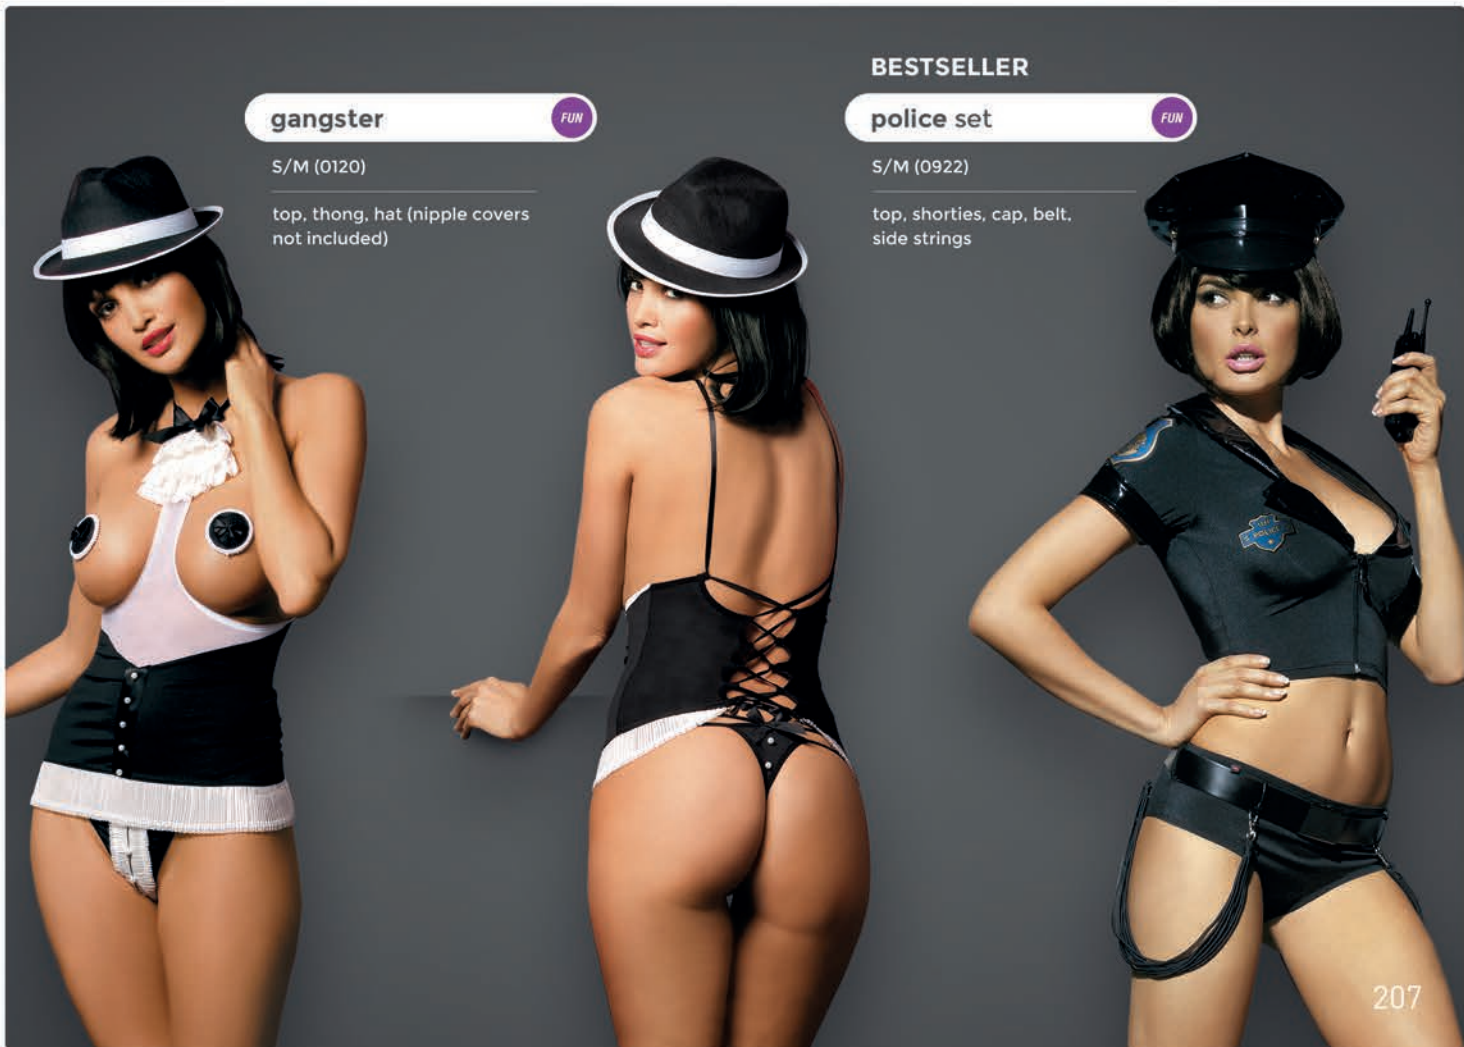 BESTSELLER
gangster
FUN
police set
FUN
S/M (0120)
S/M (0922)
top, thong, hat (nipple covers
not included)
top, shorties, cap, belt,
side strings
POLICE
207